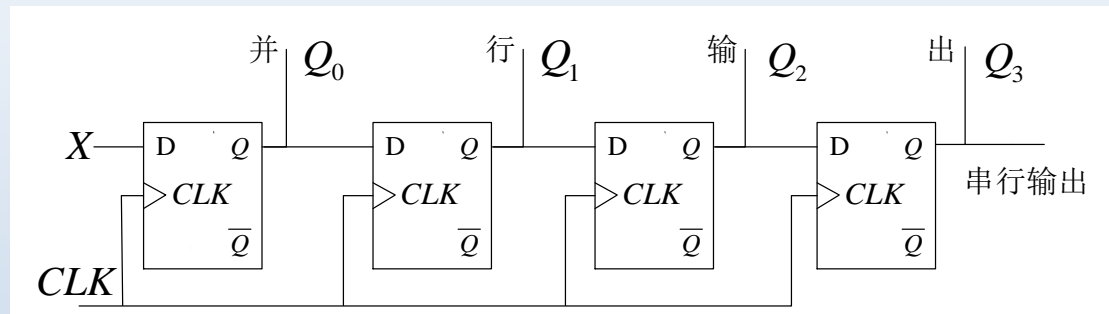 并 Q₀ 行 Q₁ 输 Q₂ 出 Q₃
X D Q D Q D Q D Q
CLK CLK CLK CLK
串行输出
Q̅ Q̅ Q̅ Q̅
CLK